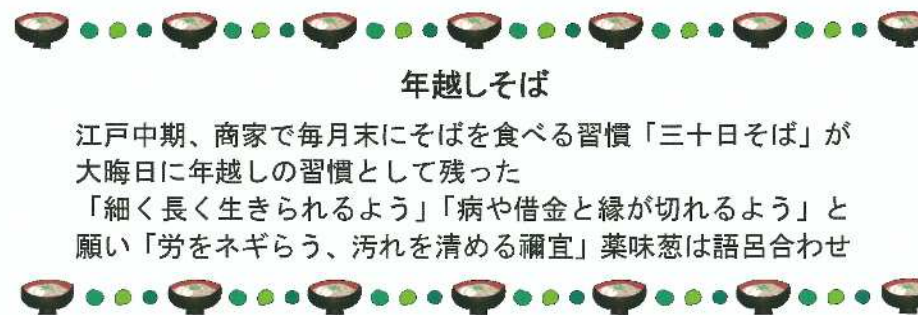 年越しそば
江戸中期、商家で毎月末にそばを食べる習慣「三十日そば」が
大晦日に年越しの習慣として残った
「細く長く生きられるよう」「病や借金と縁が切れるよう」と
願い「労をネギらう、汚れを清める禰宜」薬味葱は語呂合わせ